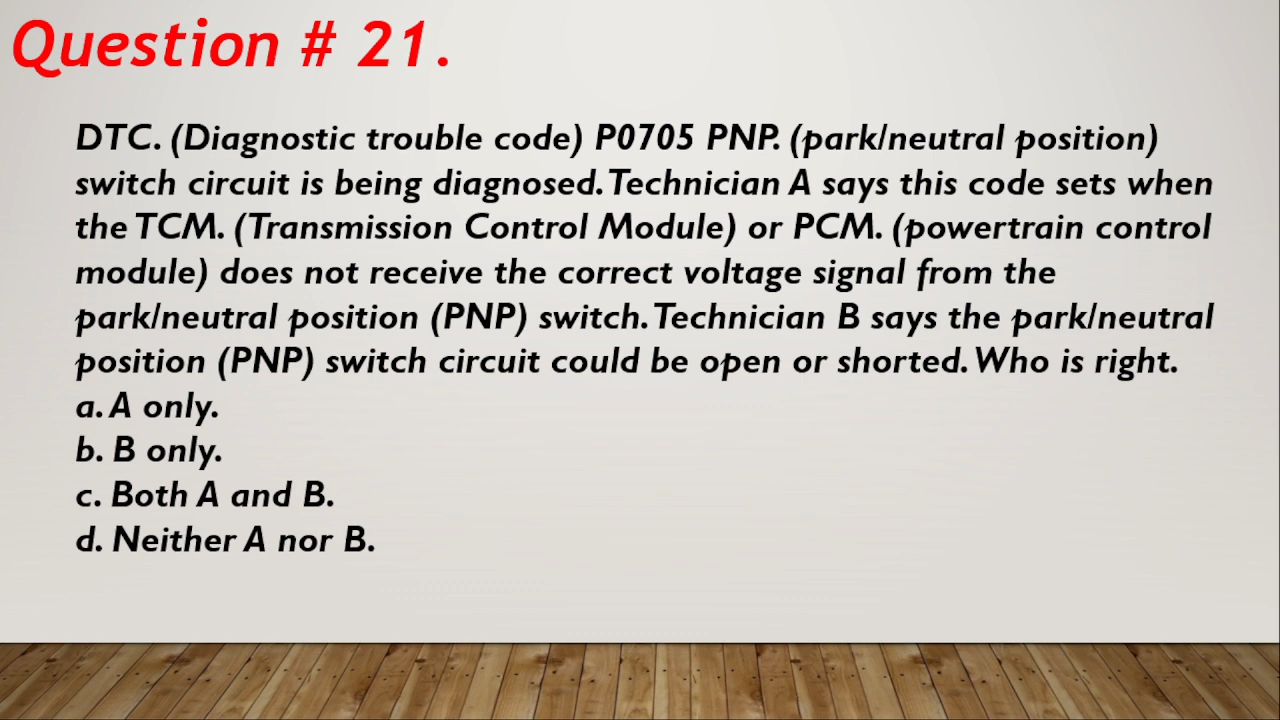 Question # 21.
DTC. (Diagnostic trouble code) P0705 PNP. (park/neutral position)
switch circuit is being diagnosed. Technician A says this code sets when
the TCM. (Transmission Control Module) or PCM. (powertrain control
module) does not receive the correct voltage signal from the
park/neutral position (PNP) switch. Technician B says the park/neutral
position (PNP) switch circuit could be open or shorted. Who is right.
a. A only.
b. B only.
c. Both A and B.
d. Neither A nor B.